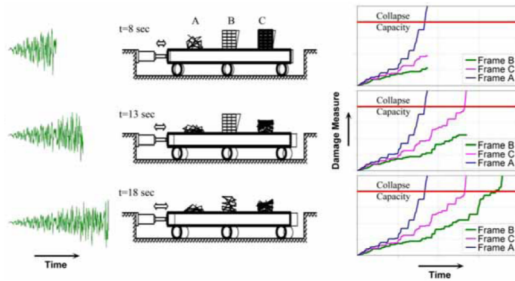 t=8 sec
A B C
Collapse
Capacity
Frame B
Frame C
Frame A
t=13 sec
Collapse
Capacity
Frame B
Frame C
Frame A
t=18 sec
Collapse
Capacity
Frame B
Frame C
Frame A
Damage Measure
Time
Time